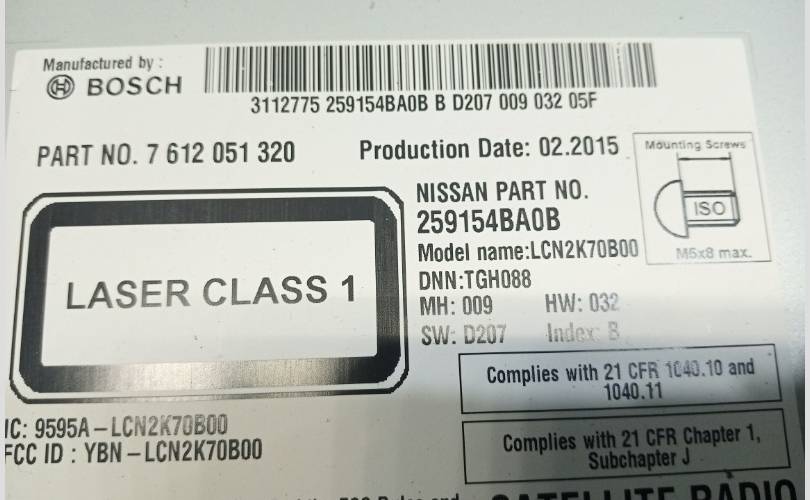 Manufactured by :
BOSCH
3112775 259154BA0B B D207 009 032 05F
PART NO. 7 612 051 320
Production Date: 02.2015
Mounting Screws
ISO
M5x8 max.
NISSAN PART NO.
259154BA0B
Model name:LCN2K70B00
DNN:TGH088
MH: 009 HW: 032
SW: D207 Index: B
LASER CLASS 1
Complies with 21 CFR 1040.10 and
1040.11
IC: 9595A-LCN2K70B00
FCC ID : YBN-LCN2K70B00
Complies with 21 CFR Chapter 1,
Subchapter J
SATELLITE RADIO